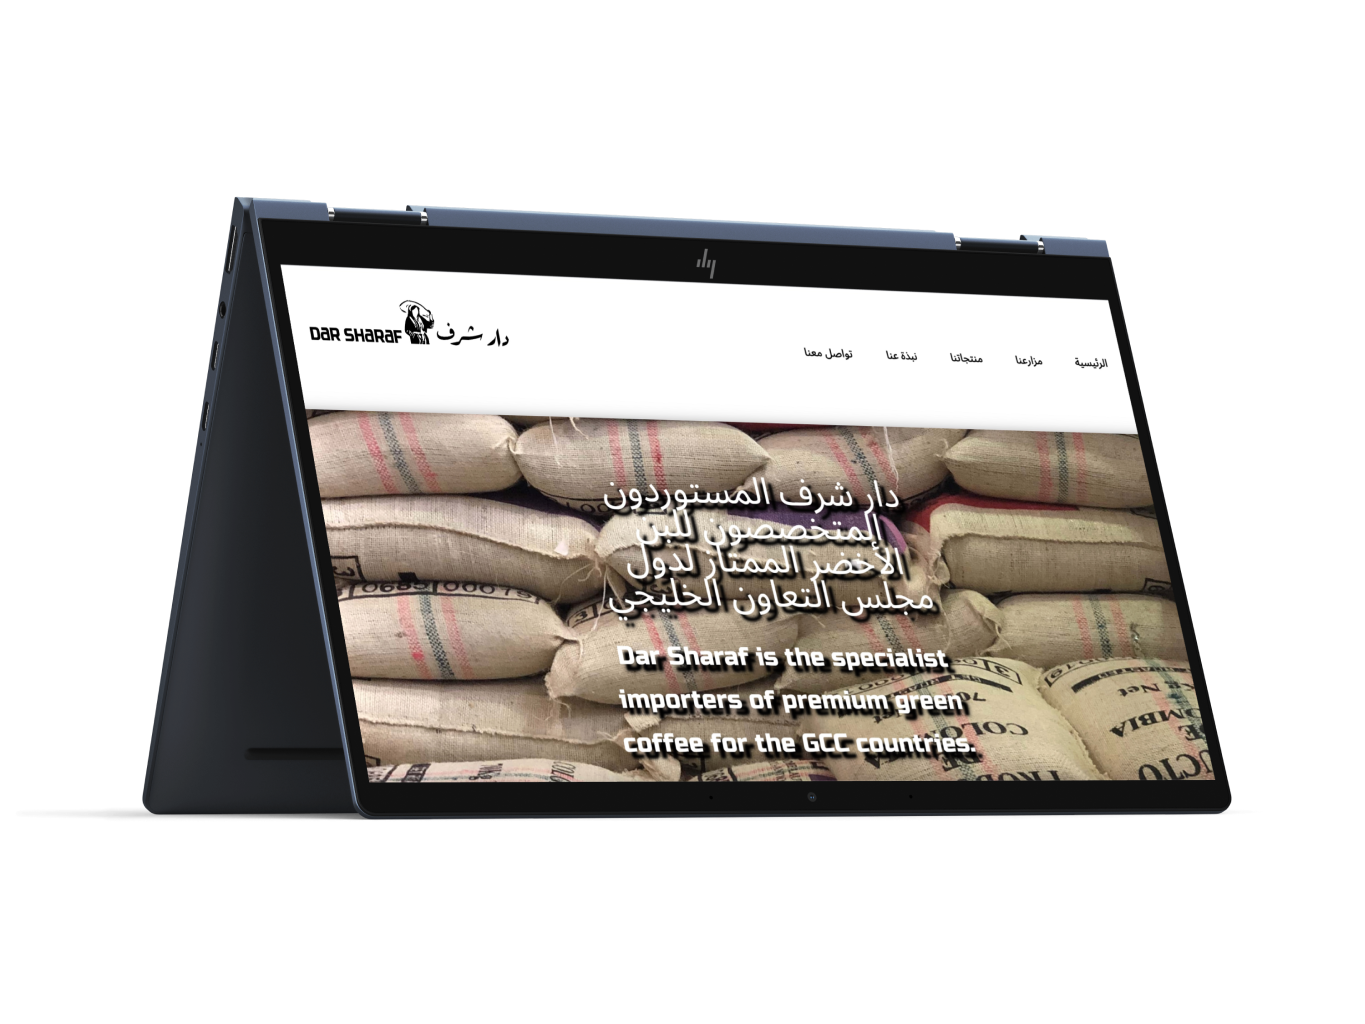 hp
DAR SHARAF دار شرف
الرئيسية مزارعنا منتجاتنا نبذة عنا تواصل معنا
دار شرف المستوردون
المتخصصون للبن
الأخضر الممتاز لدول
مجلس التعاون الخليجي
Dar Sharaf is the specialist
importers of premium green
coffee for the GCC countries.